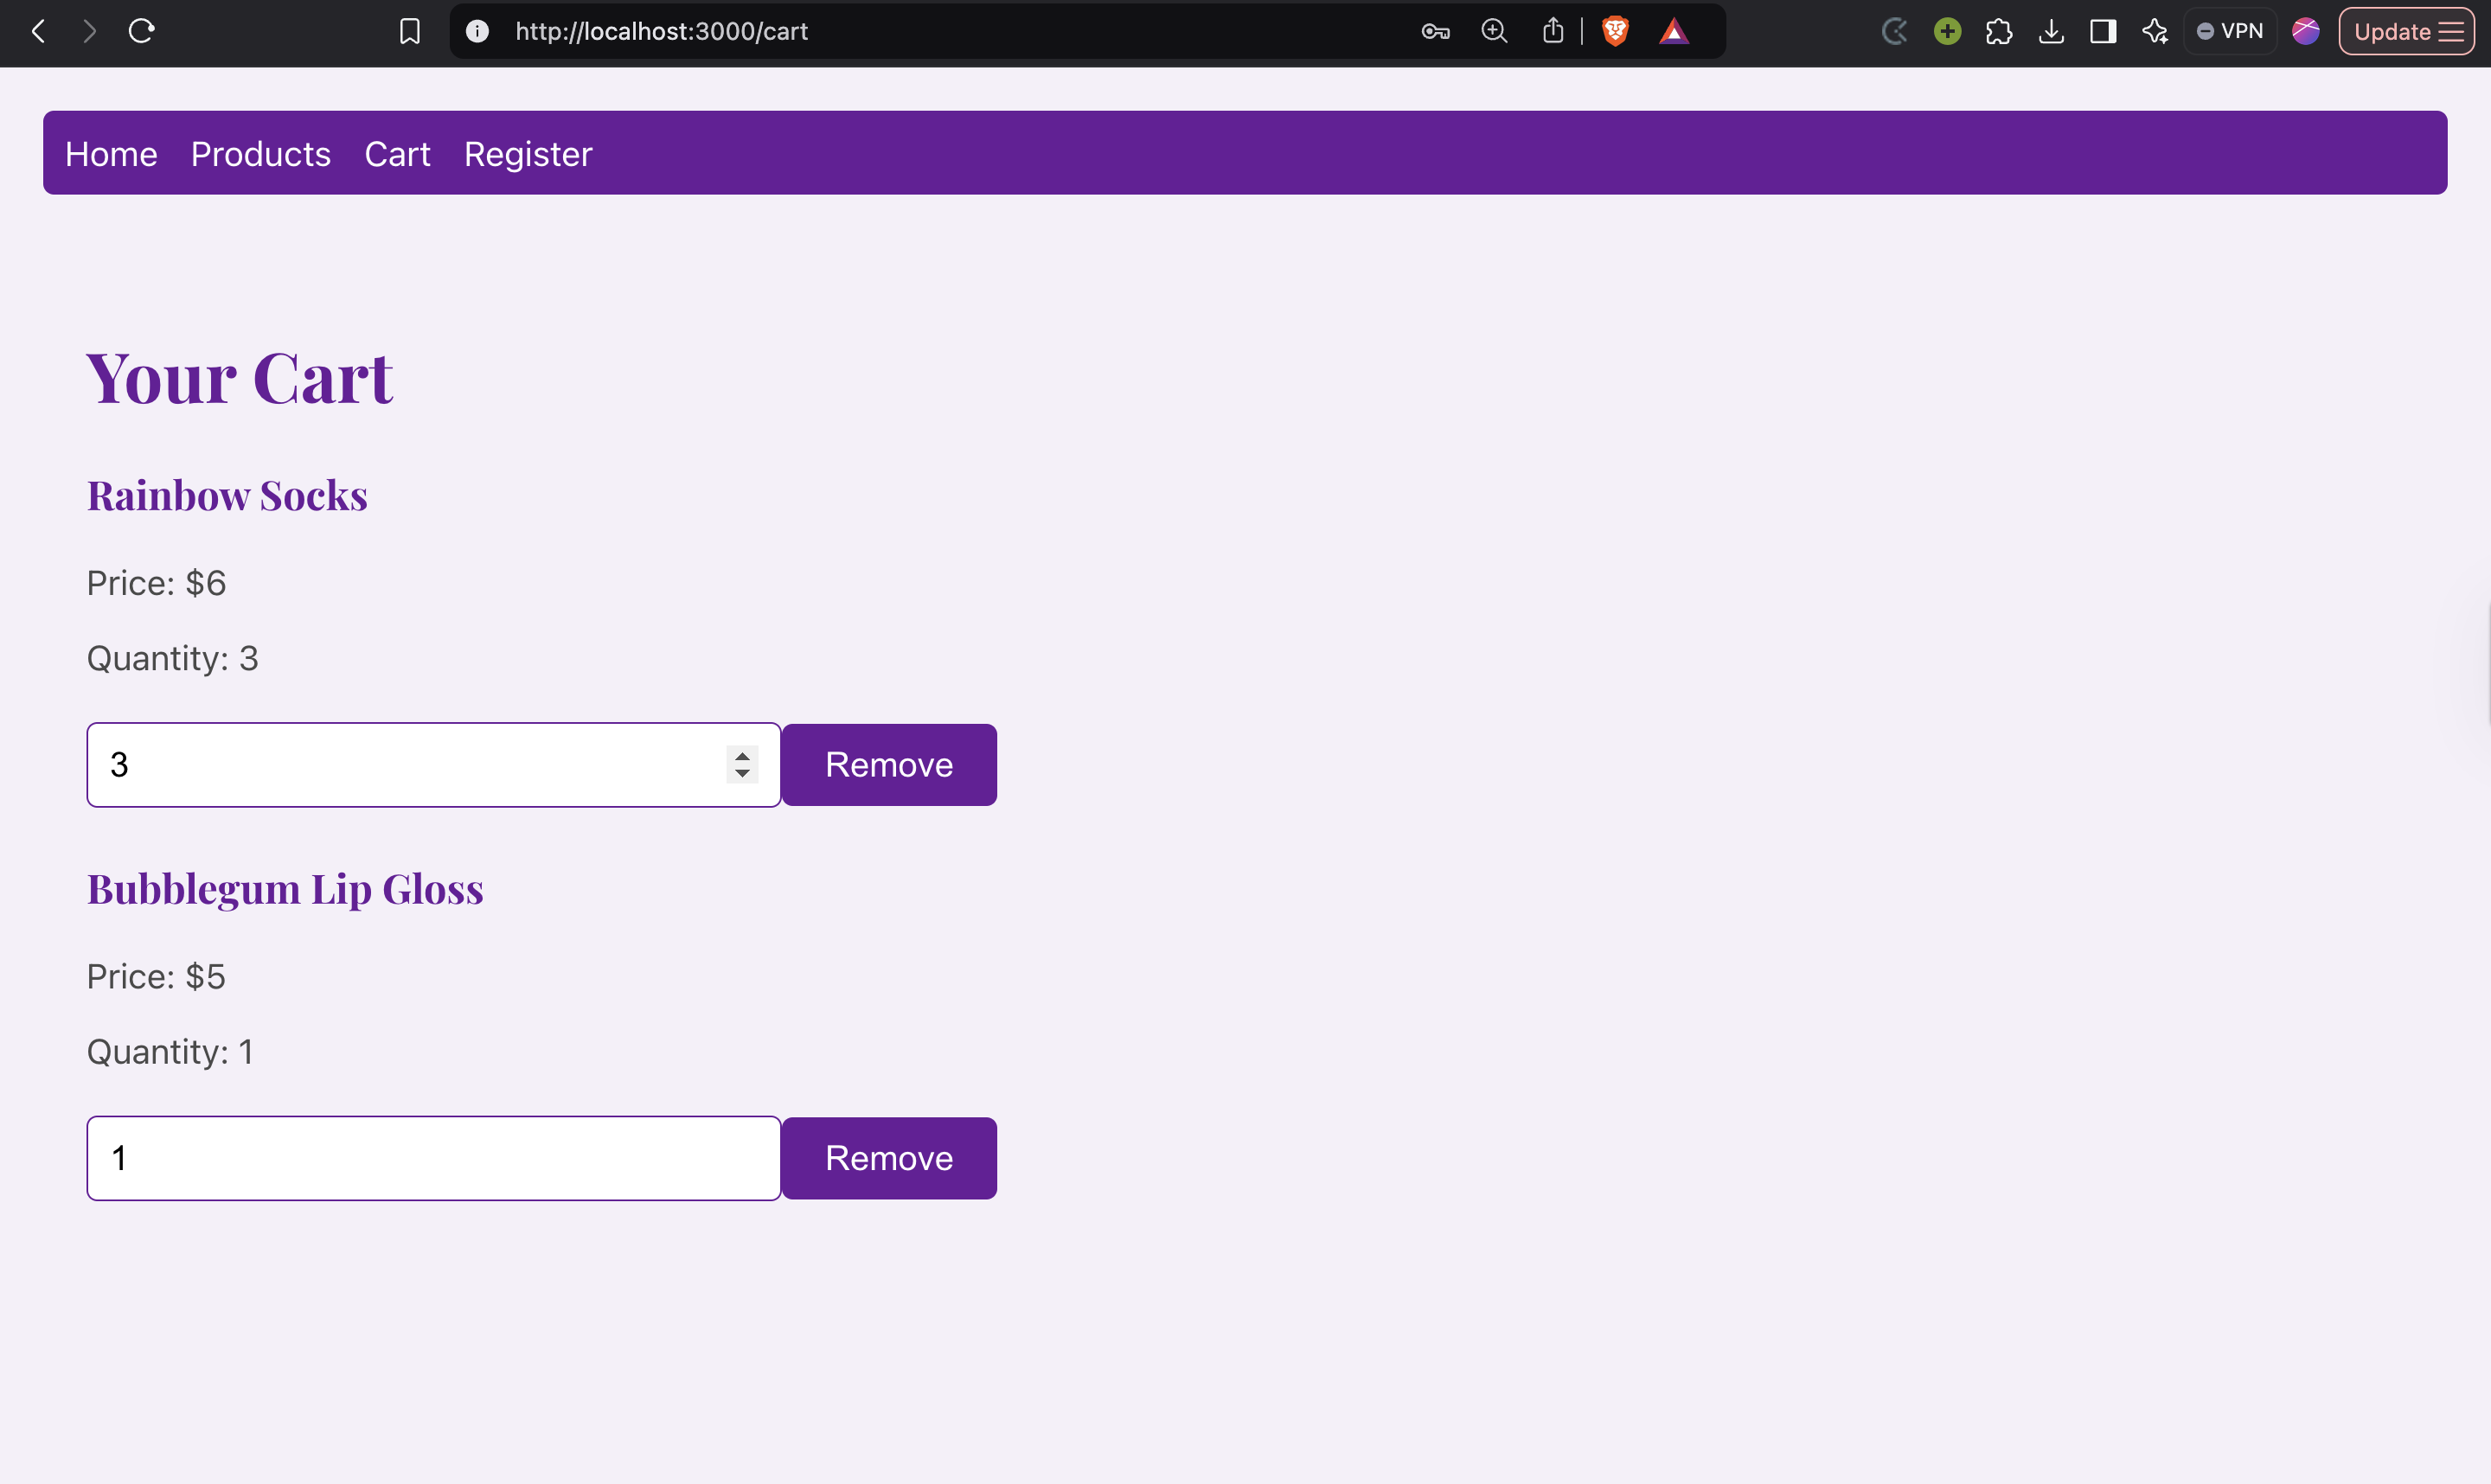 http://localhost:3000/cart
VPN
Update
Home Products Cart Register
Your Cart
Rainbow Socks
Price: $6
Quantity: 3
3 Remove
Bubblegum Lip Gloss
Price: $5
Quantity: 1
1 Remove